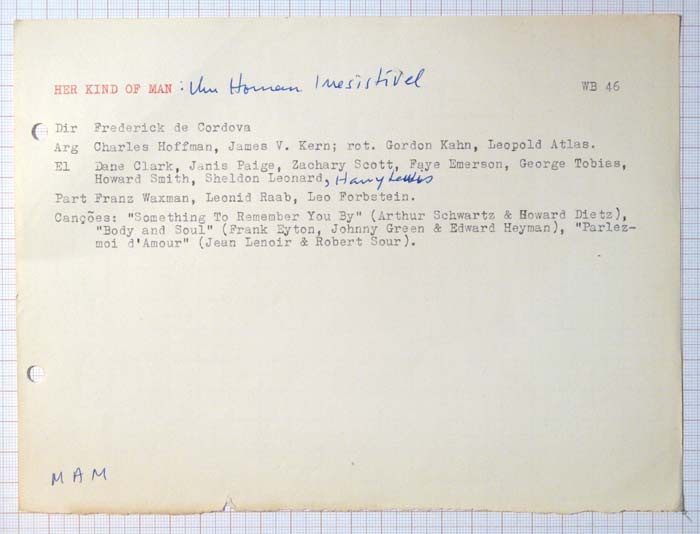 HER KIND OF MAN : Um Homem Irresistível WB 46
Dir Frederick de Cordova
Arg Charles Hoffman, James V. Kern; rot. Gordon Kahn, Leopold Atlas.
El Dane Clark, Janis Paige, Zachary Scott, Faye Emerson, George Tobias,
Howard Smith, Sheldon Leonard, Harry Lewis
Part Franz Waxman, Leonid Raab, Leo Forbstein.
Canções: "Something To Remember You By" (Arthur Schwartz & Howard Dietz),
"Body and Soul" (Frank Eyton, Johnny Green & Edward Heyman), "Parlez-
moi d'Amour" (Jean Lenoir & Robert Sour).
MAM